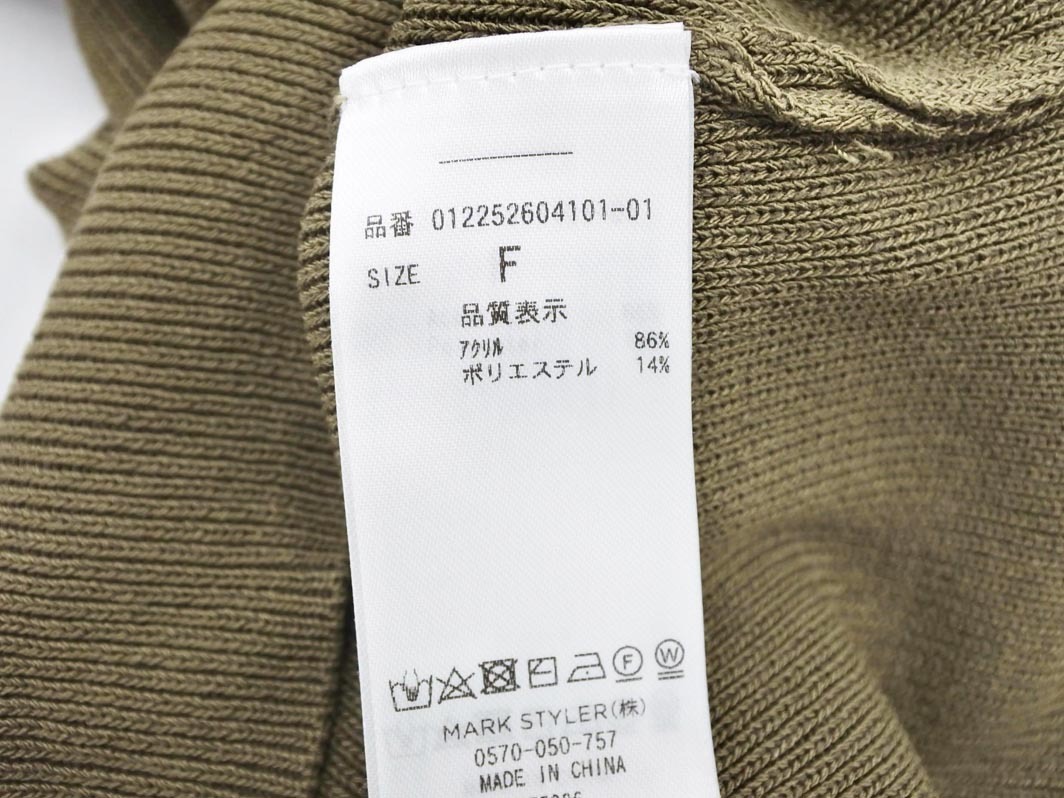 品番 012252604101-01
SIZE F
品質表示
アクリル 86%
ポリエステル 14%
F W
MARK STYLER(株)
0570-050-757
MADE IN CHINA